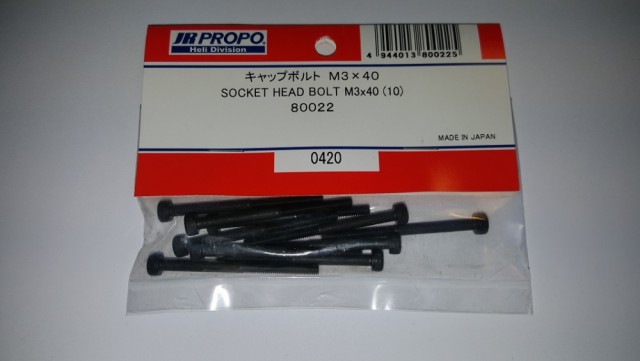 JR PROPO
Heli Division
4 944013 800225
キャップボルト M3×40
SOCKET HEAD BOLT M3x40 (10)
80022
MADE IN JAPAN
0420